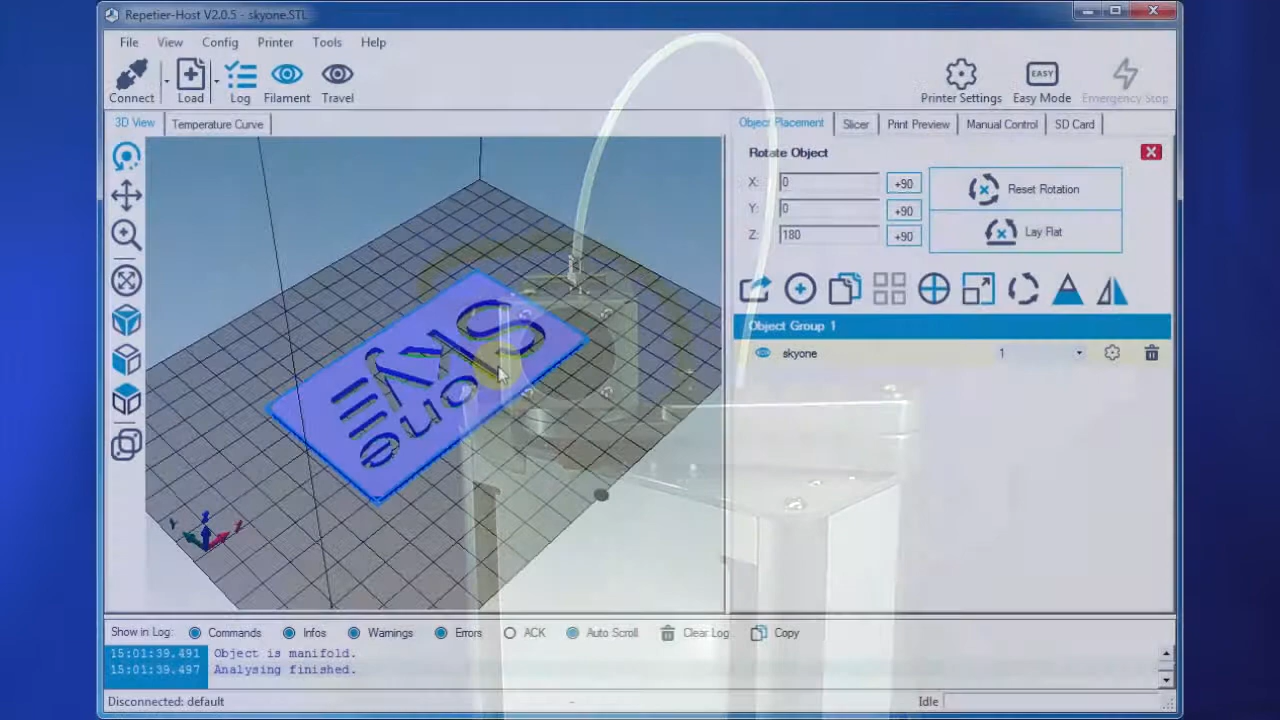 Repetier-Host V2.0.5 - skyone.STL
File View Config Printer Tools Help
Connect Load Log Filament Travel Printer Settings EASY Easy Mode Emergency Stop
3D View Temperature Curve Object Placement Slicer Print Preview Manual Control SD Card
Rotate Object
X: 0 +90 Reset Rotation
Y: 0 +90
Z: 180 +90 Lay Flat
Object Group 1
skyone 1
SKY
one
Y Z X
Show in Log: Commands Infos Warnings Errors ACK Auto Scroll Clear Log Copy
15:01:39.491 Object is manifold.
15:01:39.497 Analysing finished.
Disconnected: default - Idle